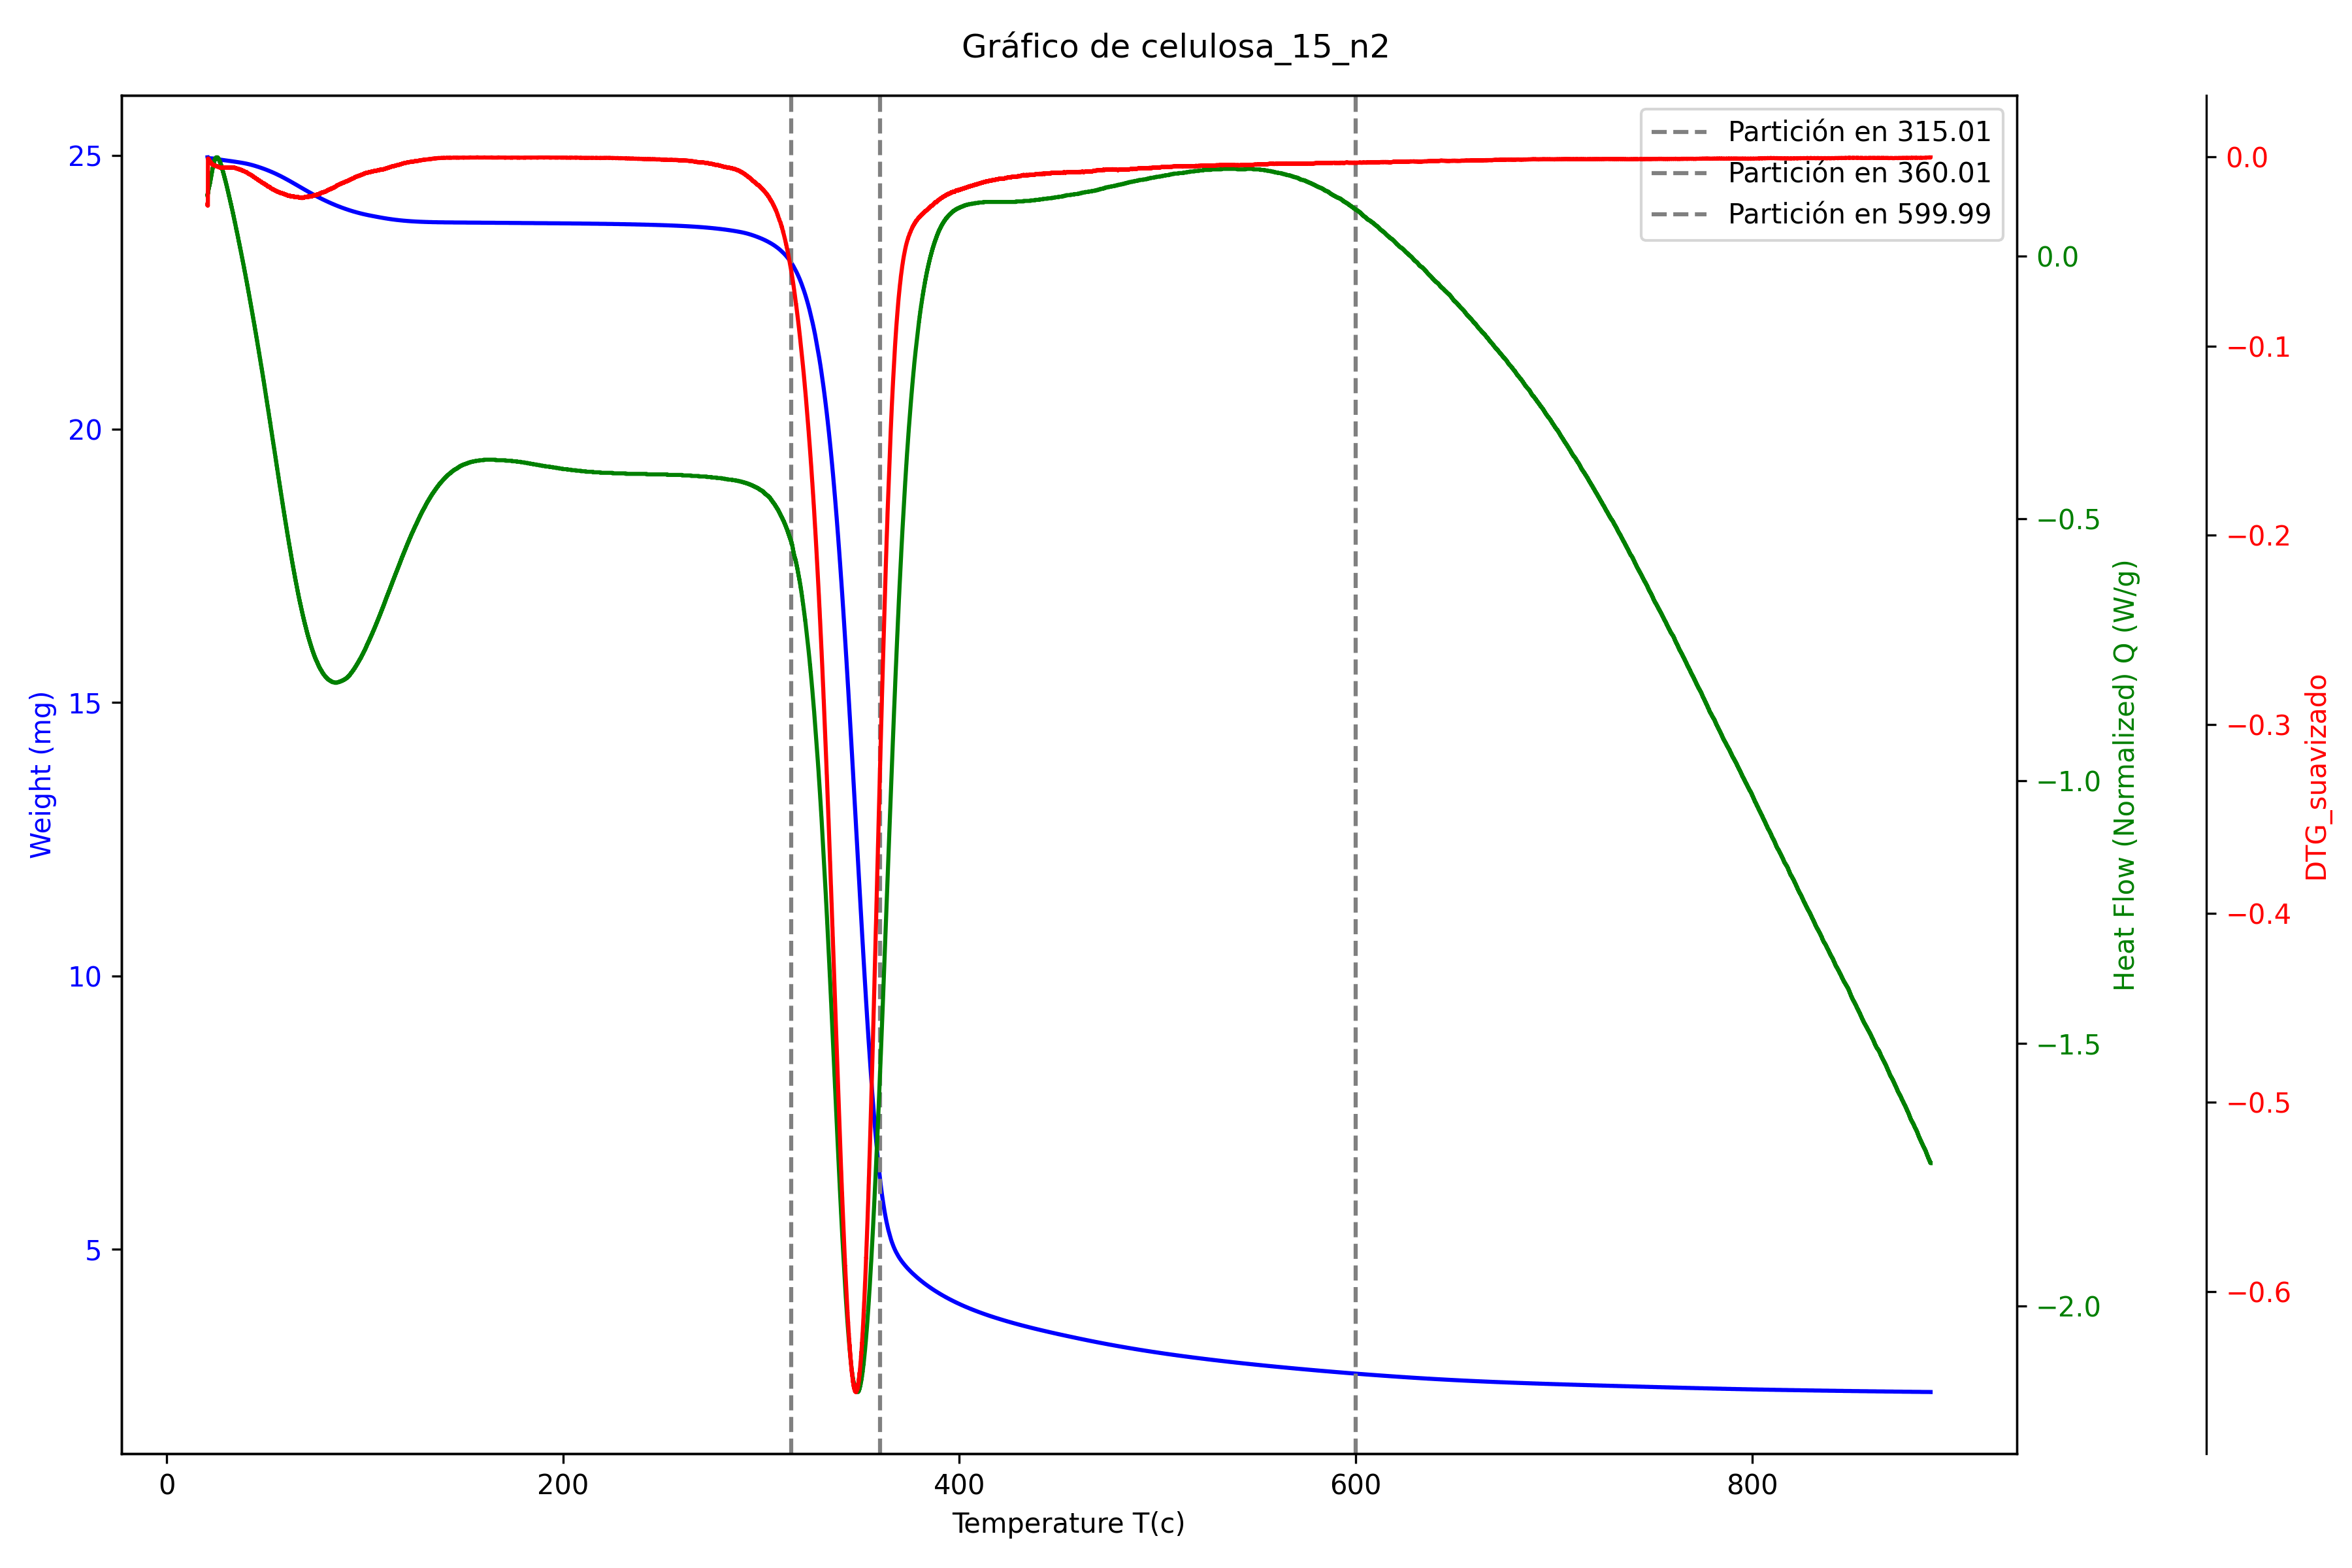 Gráfico de celulosa_15_n2
Partición en 315.01
Partición en 360.01
Partición en 599.99
Weight (mg)
25
20
15
10
5
0
200
400
600
800
Temperature T(c)
0.0
−0.5
−1.0
−1.5
−2.0
Heat Flow (Normalized) Q (W/g)
0.0
−0.1
−0.2
−0.3
−0.4
−0.5
−0.6
DTG_suavizado